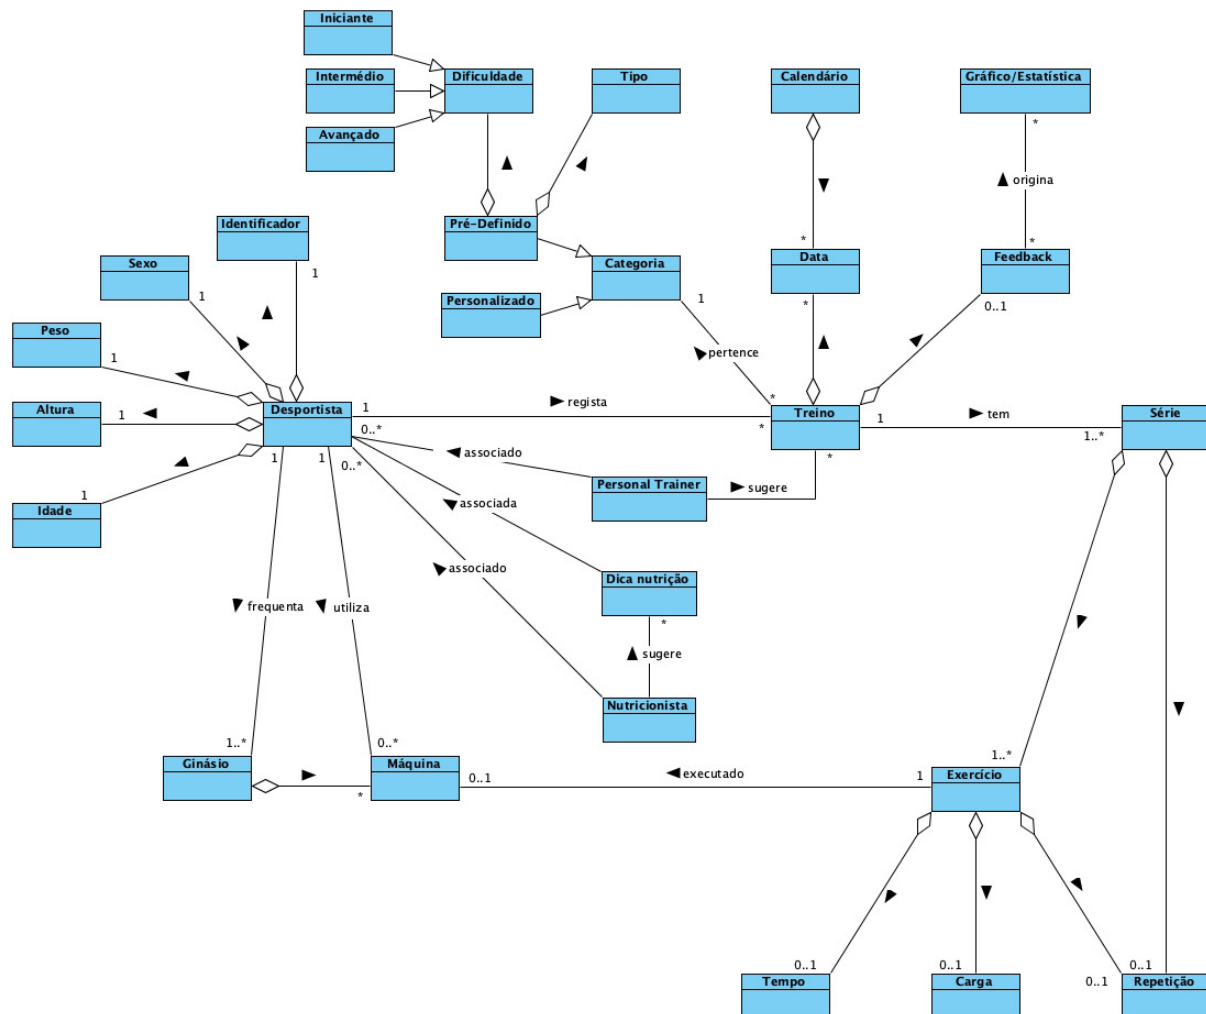 Iniciante
Intermédio
Dificuldade
Tipo
Calendário
Gráfico/Estatística
Avançado
*
origina
Identificador
Pré-Definido
*
*
Sexo
Categoria
Data
Feedback
1
Personalizado
1
1
*
0..1
Peso
1
pertence
1
*
Altura
1
Desportista
1
regista
*
Treino
1
tem
1..*
Série
0..*
associado
*
1
1
0..*
Personal Trainer
sugere
1
Idade
associada
associado
Dica nutrição
frequenta
utiliza
*
sugere
Nutricionista
1..*
0..*
1..*
Ginásio
Máquina
0..1
executado
1
Exercício
*
0..1
0..1
0..1
0..1
Tempo
Carga
Repetição